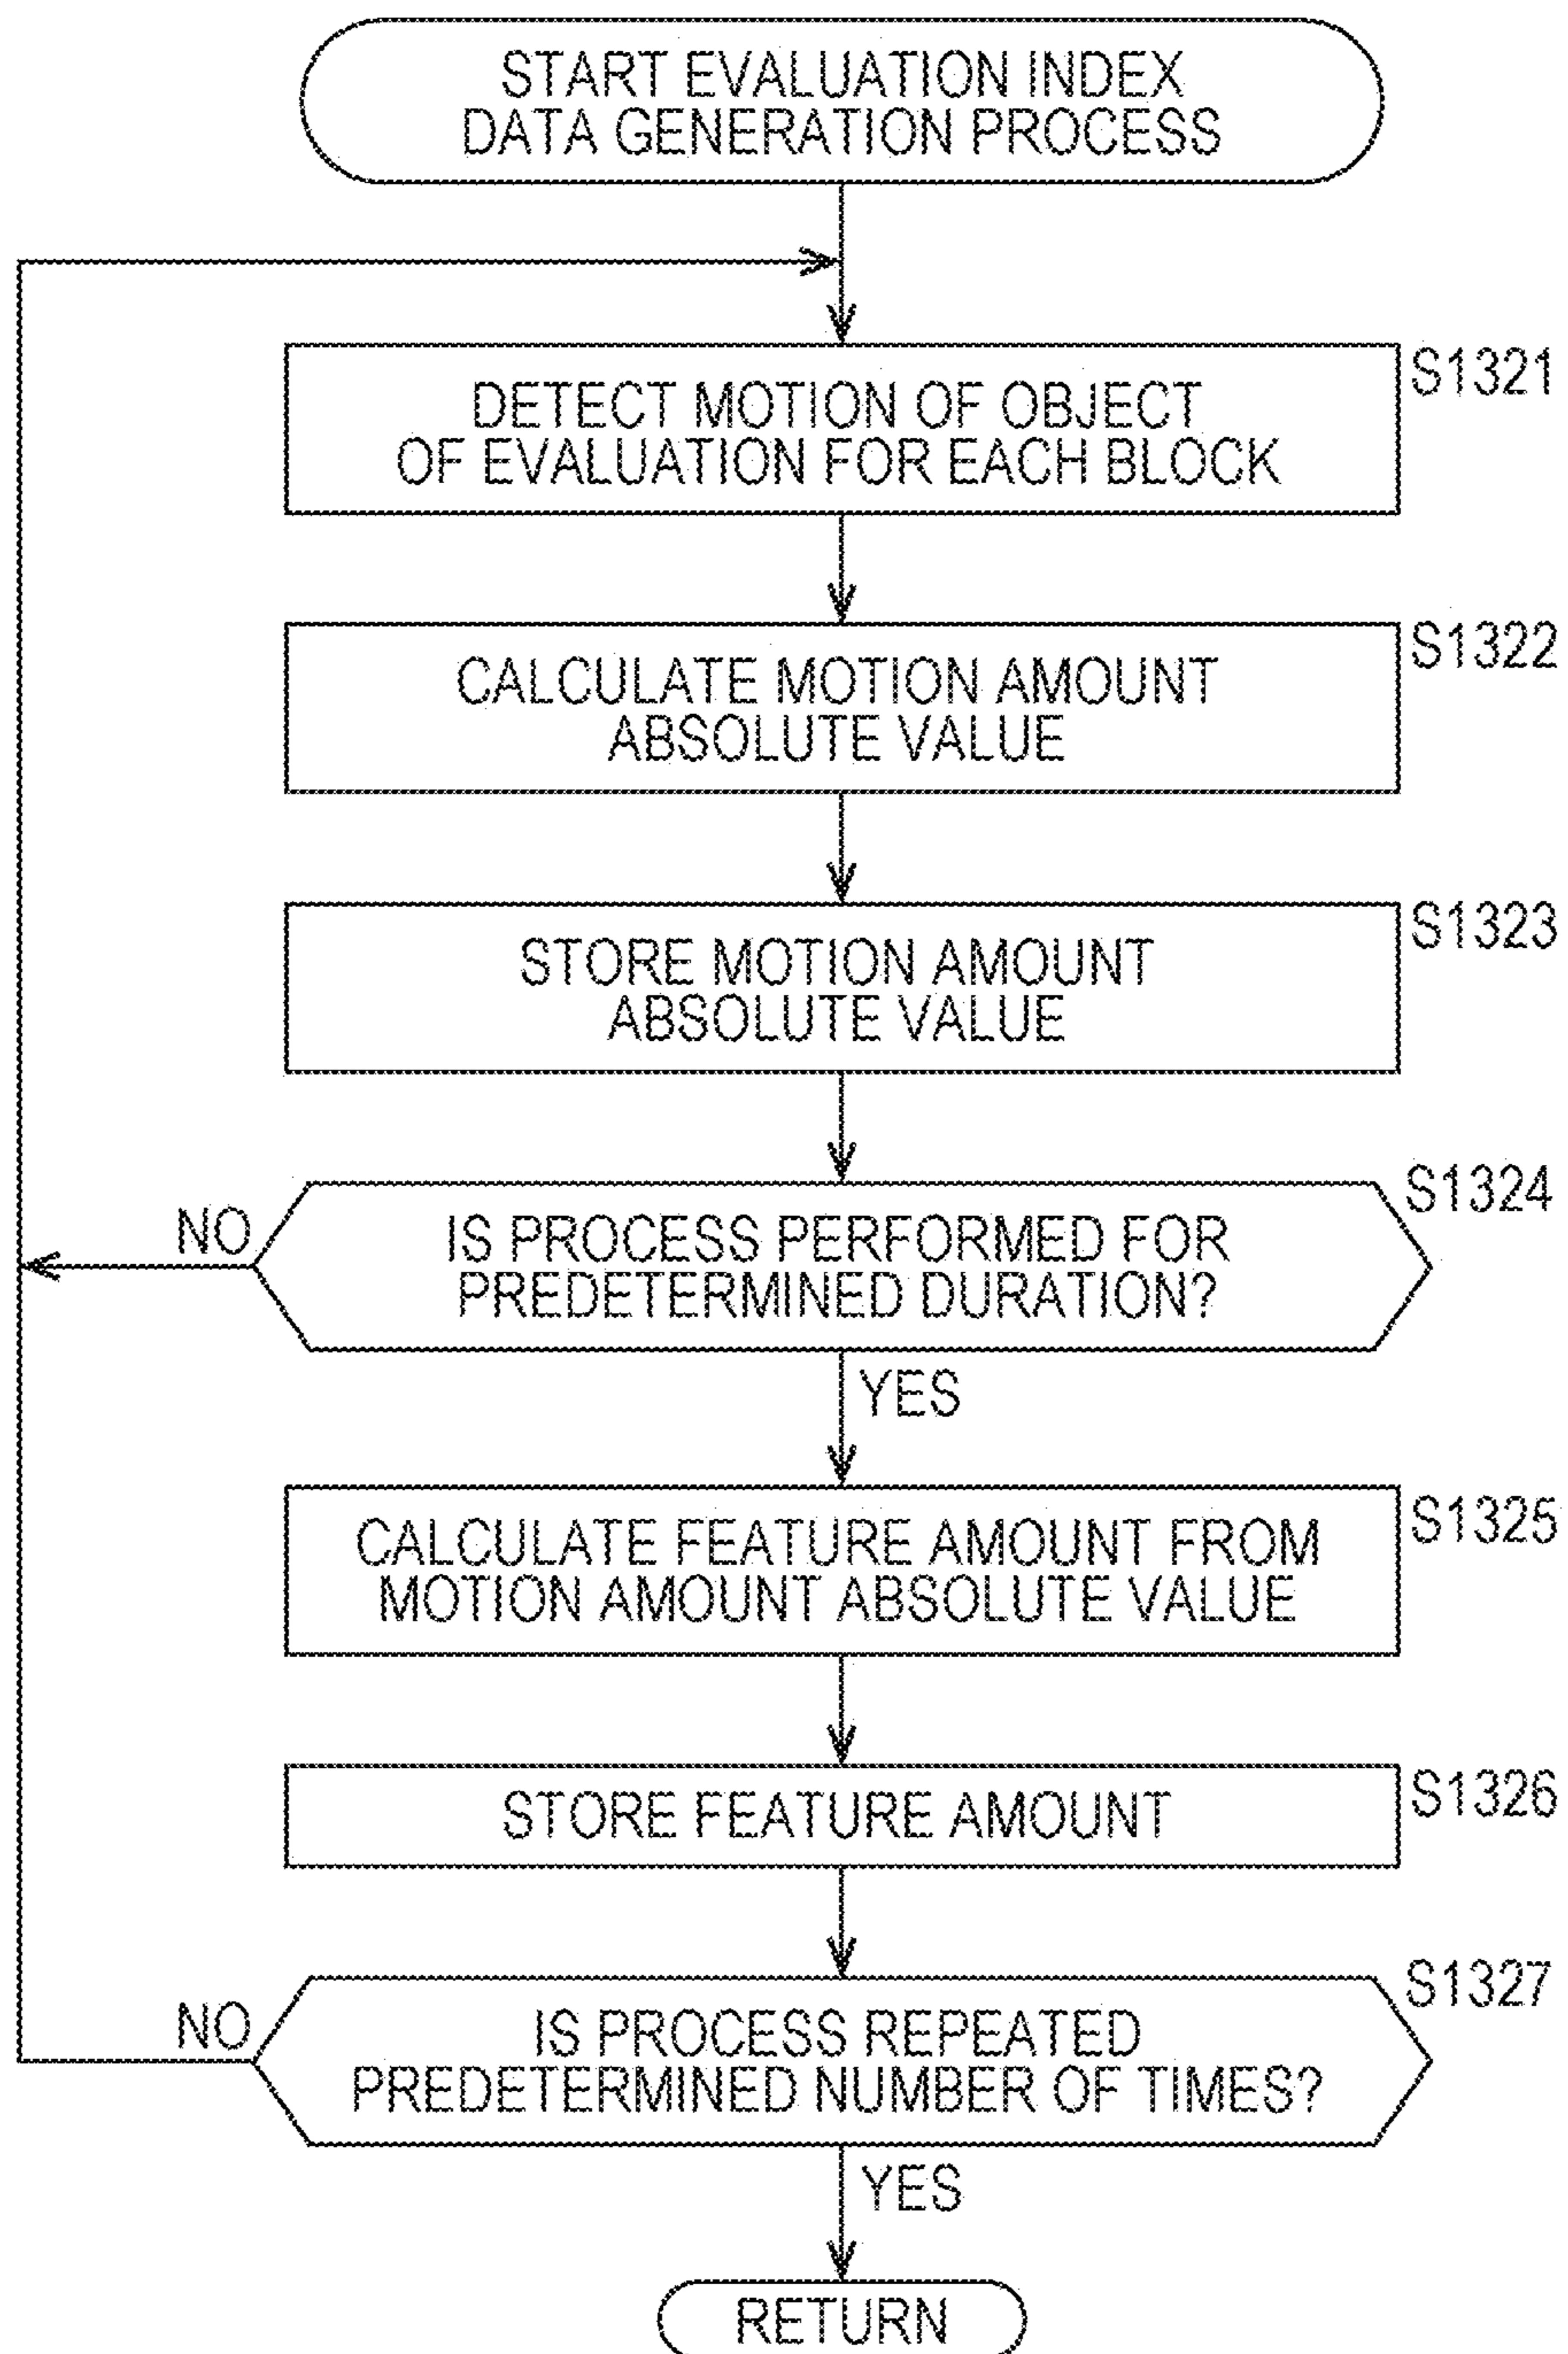 START EVALUATION INDEX
DATA GENERATION PROCESS
S1321
DETECT MOTION OF OBJECT
OF EVALUATION FOR EACH BLOCK
S1322
CALCULATE MOTION AMOUNT
ABSOLUTE VALUE
S1323
STORE MOTION AMOUNT
ABSOLUTE VALUE
S1324
NO
IS PROCESS PERFORMED FOR
PREDETERMINED DURATION?
YES
S1325
CALCULATE FEATURE AMOUNT FROM
MOTION AMOUNT ABSOLUTE VALUE
S1326
STORE FEATURE AMOUNT
S1327
NO
IS PROCESS REPEATED
PREDETERMINED NUMBER OF TIMES?
YES
RETURN